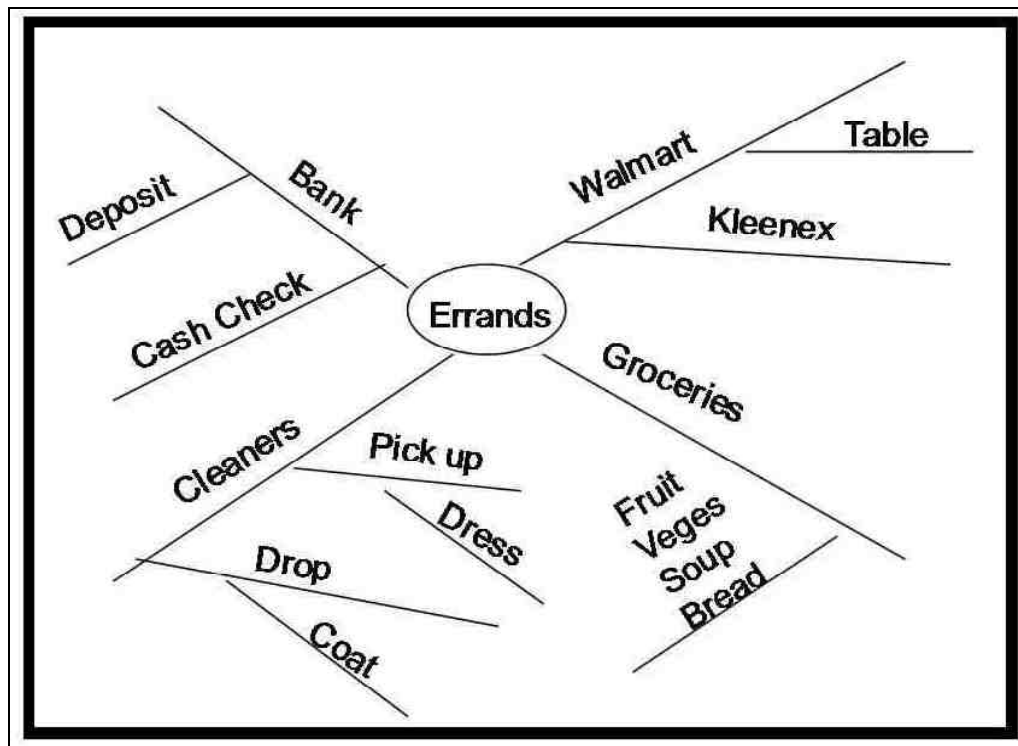 Walmart
Table
Kleenex
Bank
Deposit
Cash Check
Errands
Groceries
Fruit
Veges
Soup
Bread
Cleaners
Pick up
Dress
Drop
Coat